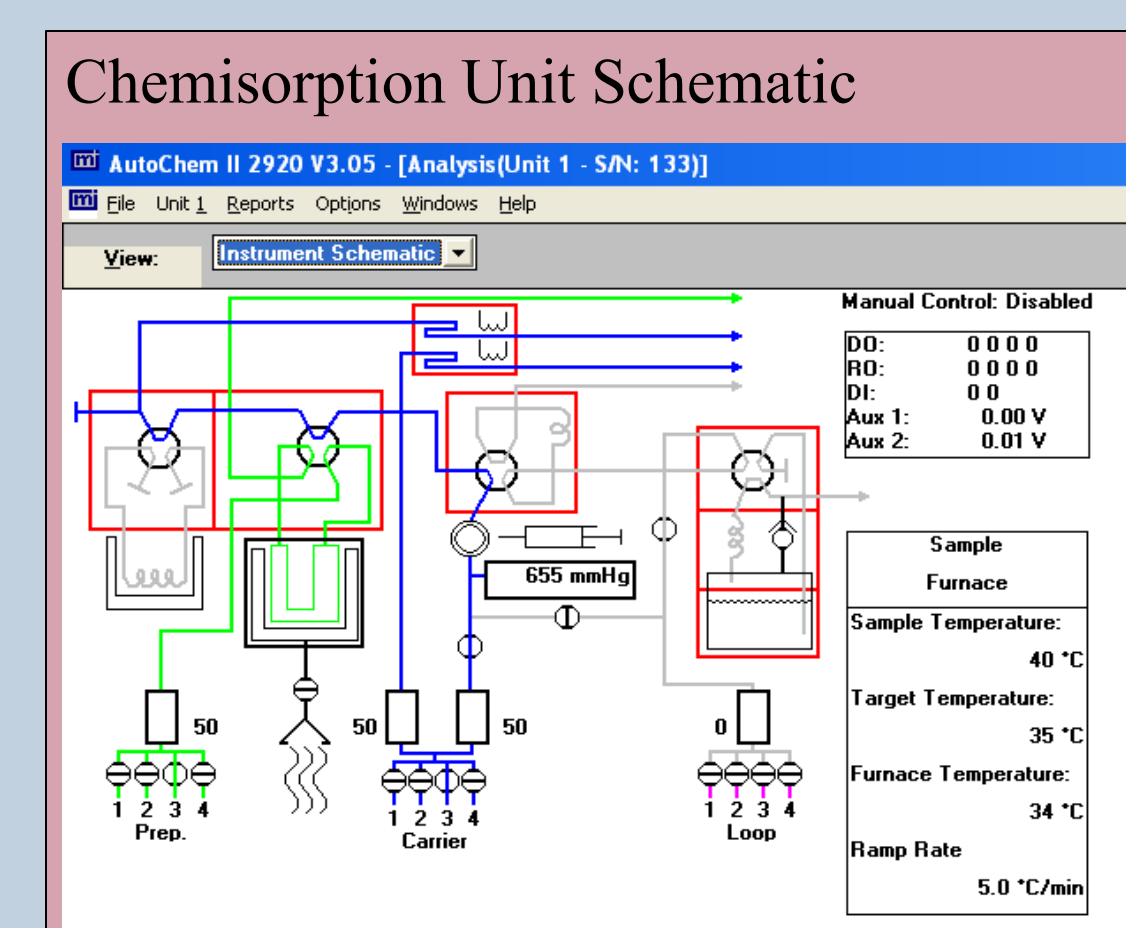 Chemisorption Unit Schematic
AutoChem II 2920 V3.05 - [Analysis(Unit 1 - S/N: 133)]
File Unit 1 Reports Options Windows Help
View: Instrument Schematic
Manual Control: Disabled
DO: 0 0 0 0
RO: 0 0 0 0
DI: 0 0
Aux 1: 0.00 V
Aux 2: 0.01 V
655 mmHg
Sample
Furnace
Sample Temperature:
40 °C
Target Temperature:
35 °C
Furnace Temperature:
34 °C
Ramp Rate
5.0 °C/min
50 50 50 0
1 2 3 4 1 2 3 4 1 2 3 4
Prep. Carrier Loop